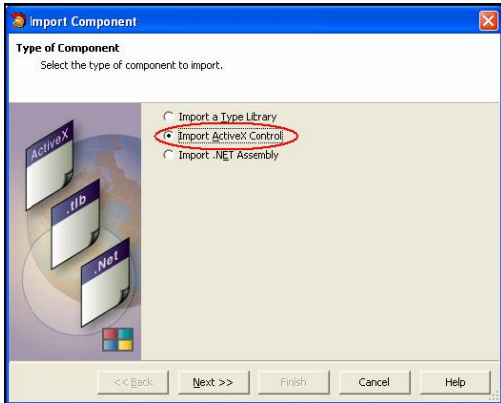 Import Component
Type of Component
Select the type of component to import.
Import a Type Library
Import ActiveX Control
Import .NET Assembly
ActiveX
.tlb
.Net
<< Back
Next >>
Finish
Cancel
Help